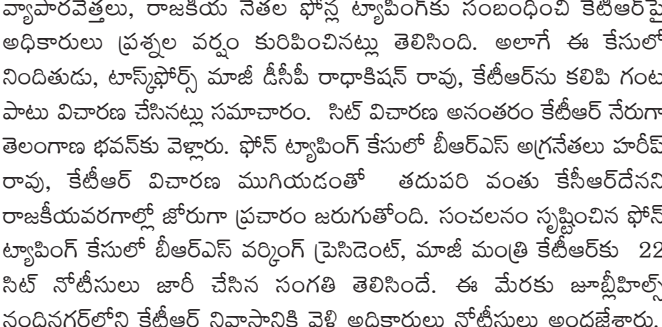 వ్యాపారవేత్తలు, రాజకీయ నేతల ఫోన్ల ట్యాపింగ్‌కు సంబంధించి కేటీఆర్‌పై
అధికారులు ప్రశ్నల వర్షం కురిపించినట్లు తెలిసింది. అలాగే ఈ కేసులో
నిందితుడు, టాస్క్‌ఫోర్స్ మాజీ డీసీపీ రాధాకిషన్ రావు, కేటీఆర్‌ను కలిపి గంట
పాటు విచారణ చేసినట్లు సమాచారం. సిట్ విచారణ అనంతరం కేటీఆర్ నేరుగా
తెలంగాణ భవన్‌కు వెళ్లారు. ఫోన్ ట్యాపింగ్ కేసులో బీఆర్ఎస్ అగ్రనేతలు హరీష్
రావు, కేటీఆర్ విచారణ ముగియడంతో తదుపరి వంతు కేసీఆర్‌దేనని
రాజకీయవరగాల్లో జోరుగా ప్రచారం జరుగుతోంది. సంచలనం సృష్టించిన ఫోన్
ట్యాపింగ్ కేసులో బీఆర్ఎస్ వర్కింగ్ ప్రెసిడెంట్, మాజీ మంత్రి కేటీఆర్‌కు 22
సిట్ నోటీసులు జారీ చేసిన సంగతి తెలిసిందే. ఈ మేరకు జూబ్లీహిల్స్
నందినగర్‌లోని కేటీఆర్ నివాసానికి వెళ్లి అధికారులు నోటీసులు అందజేశారు.